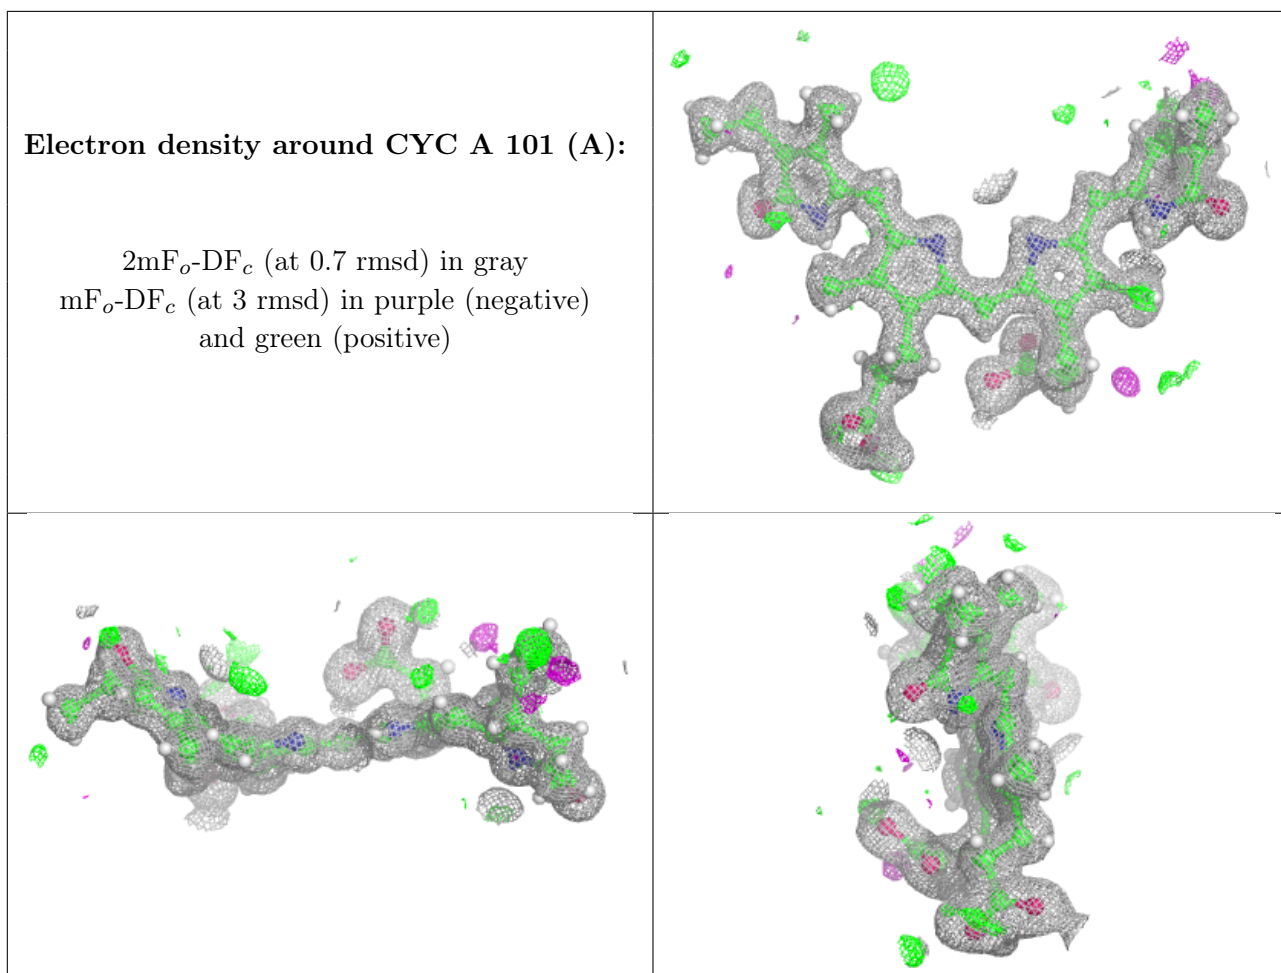 Electron density around CYC A 101 (A):
2mFₒ-DF𝑐 (at 0.7 rmsd) in gray
mFₒ-DF𝑐 (at 3 rmsd) in purple (negative)
and green (positive)